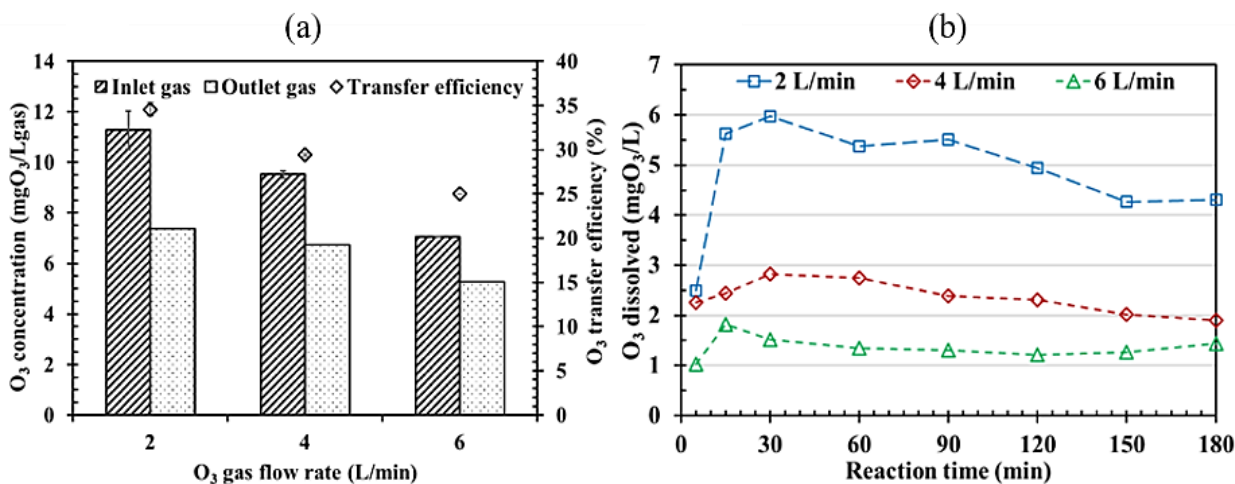 (a)
14
12
10
8
6
4
2
0
O₃ concentration (mgO₃/Lgas)
Inlet gas Outlet gas Transfer efficiency
40
35
30
25
20
15
10
5
0
O₃ transfer efficiency (%)
2 4 6
O₃ gas flow rate (L/min)
(b)
7
6
5
4
3
2
1
0
O₃ dissolved (mgO₃/L)
2 L/min 4 L/min 6 L/min
0 30 60 90 120 150 180
Reaction time (min)